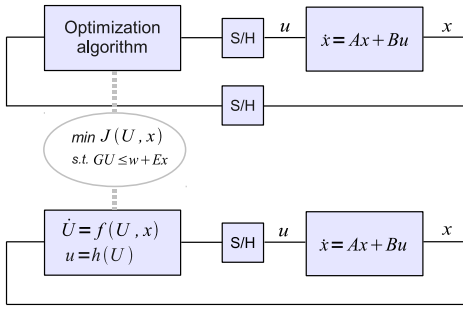 Optimization
algorithm
S/H
u
ẋ = Ax + Bu
x
S/H
min J(U, x)
s.t. GU ≤ w + Ex
U̇ = f(U, x)
u = h(U)
S/H
u
ẋ = Ax + Bu
x